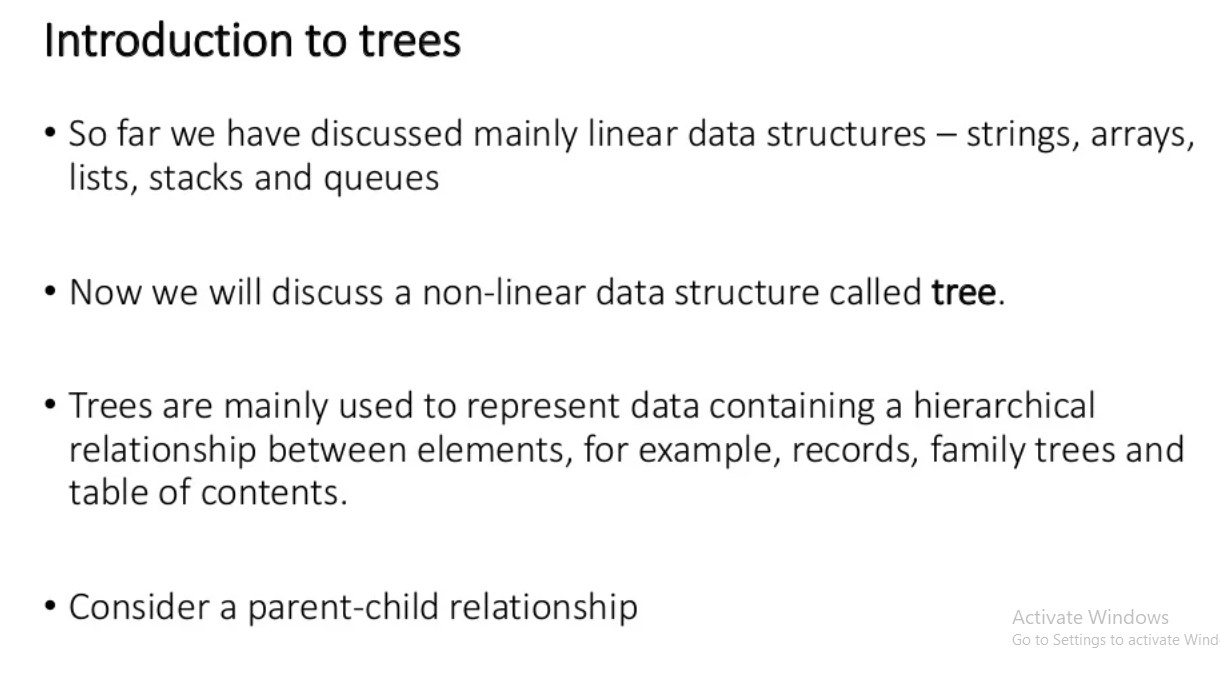 Introduction to trees
• So far we have discussed mainly linear data structures – strings, arrays,
lists, stacks and queues
• Now we will discuss a non-linear data structure called tree.
• Trees are mainly used to represent data containing a hierarchical
relationship between elements, for example, records, family trees and
table of contents.
• Consider a parent-child relationship
Activate Windows
Go to Settings to activate Wind